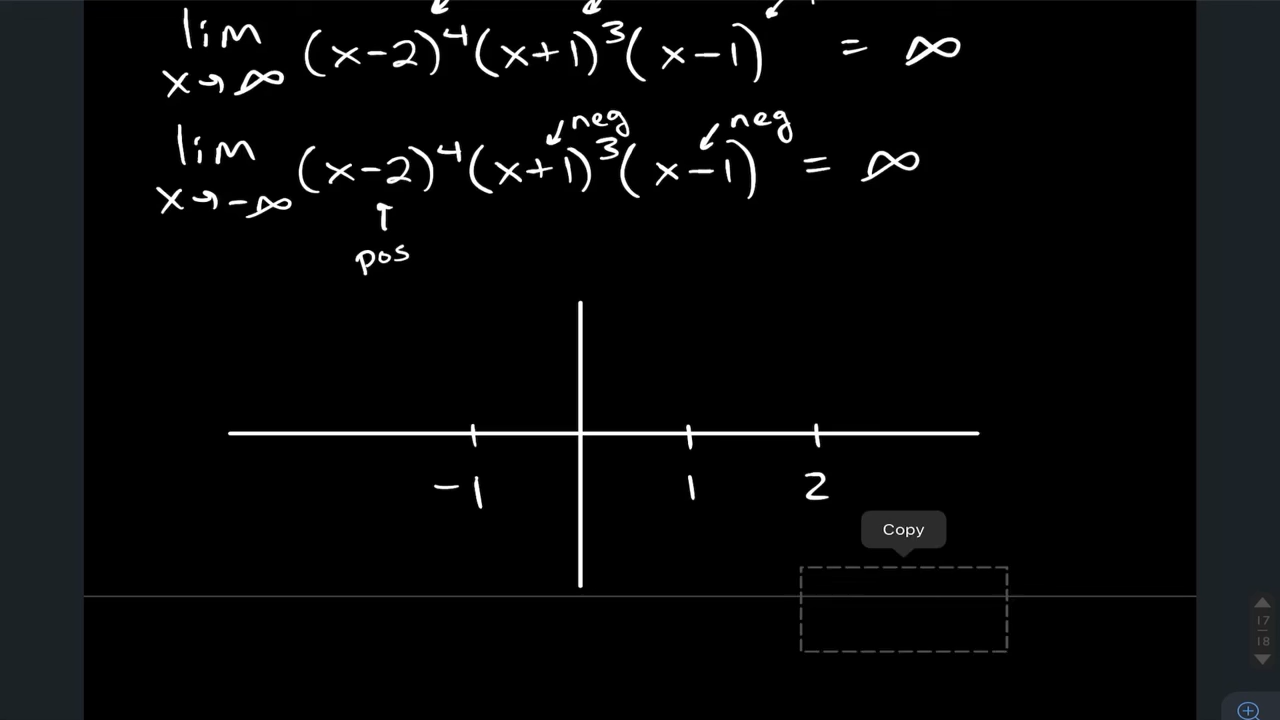 lim (x-2)^4 (x+1)^3 (x-1) = ∞
x→∞
neg neg
lim (x-2)^4 (x+1)^3 (x-1) = ∞
x→-∞
pos
-1 1 2
Copy
17
18